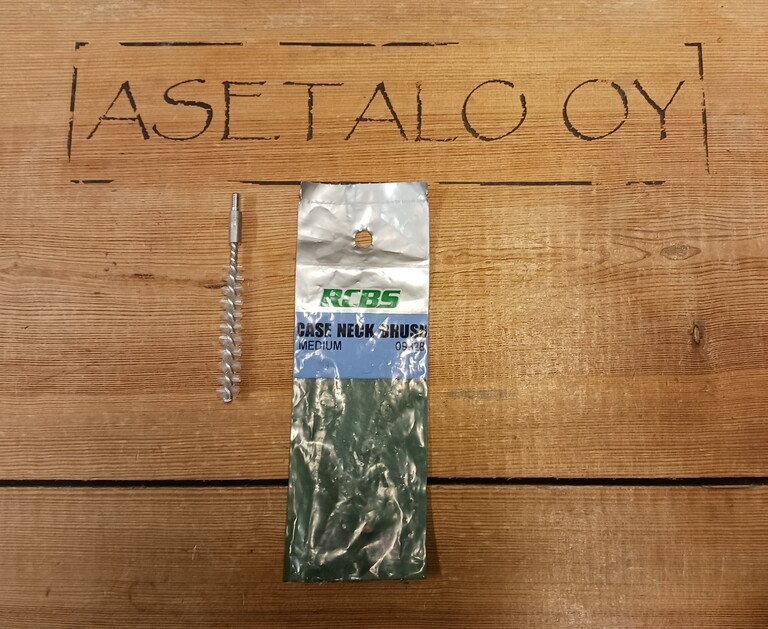 ASETALO OY
RCBS
CASE NECK BRUSH
MEDIUM